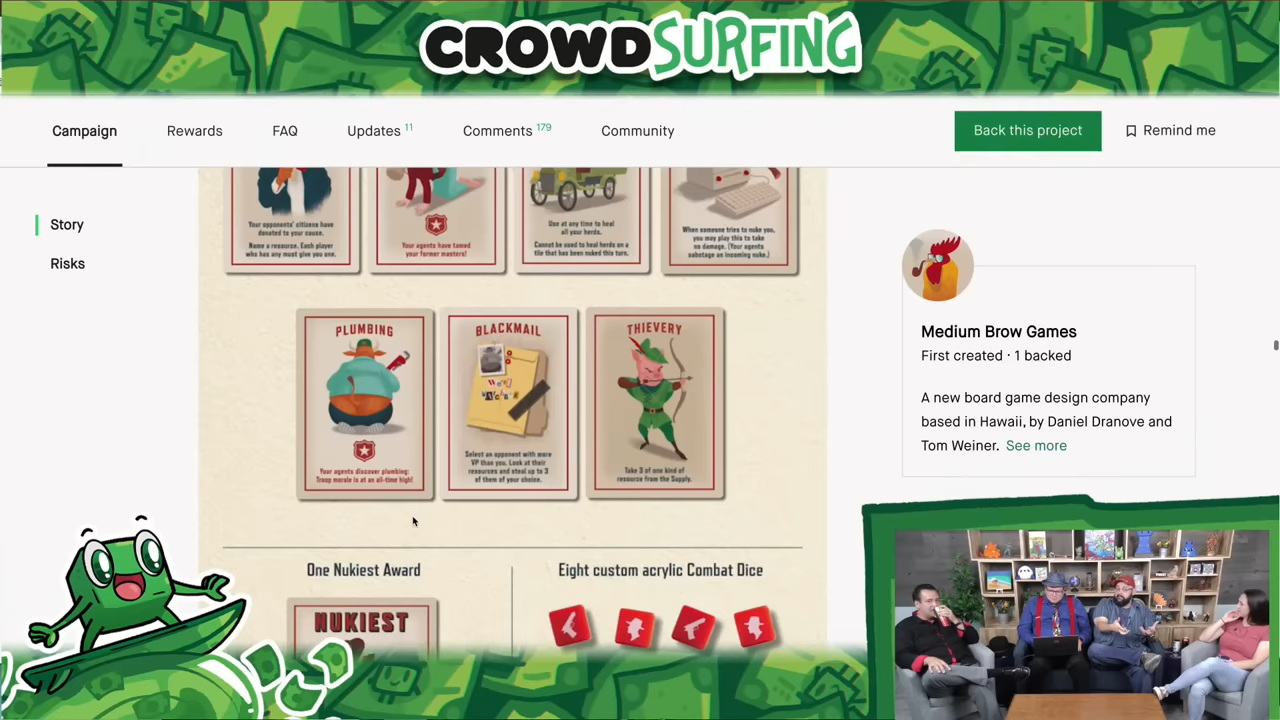 CROWDSURFING
Campaign
Rewards
FAQ
Updates 11
Comments 179
Community
Back this project
Remind me
Story
Risks
Your opponents' citizens have
donated to your cause.
Name a resource. Each player
who has any must give you one.
Your agents have tamed
your former masters!
Use at any time to heal
all your herds.
Cannot be used to heal herds on a
tile that has been nuked this turn.
When someone tries to nuke you,
you may play this to take
no damage. (Your agents
sabotage an incoming nuke.)
PLUMBING
Your agents discover plumbing:
Troop morale is at an all-time high!
BLACKMAIL
Select an opponent with more
VP than you. Look at their
resources and steal up to 3
of them of your choice.
THIEVERY
Take 3 of one kind of
resource from the Supply.
One Nukiest Award
NUKIEST
Eight custom acrylic Combat Dice
Medium Brow Games
First created · 1 backed
A new board game design company
based in Hawaii, by Daniel Dranove and
Tom Weiner. See more